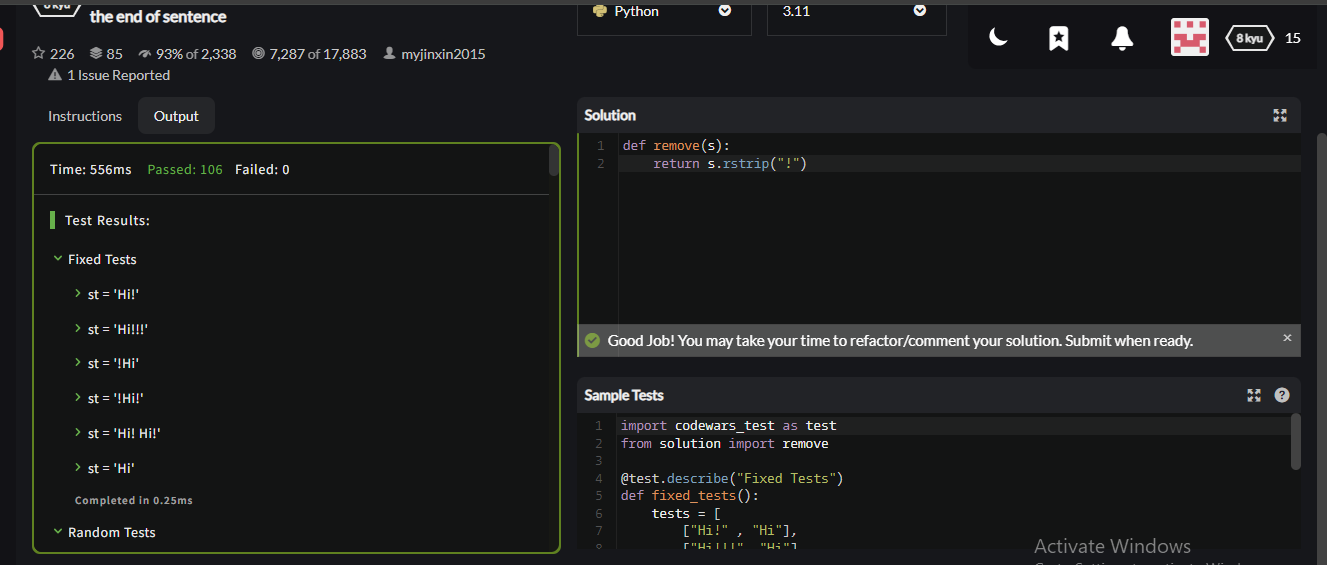 8 kyu
the end of sentence
226 85 93% of 2,338 7,287 of 17,883 myjinxin2015
1 Issue Reported
Python
3.11
8 kyu 15
Instructions Output
Time: 556ms Passed: 106 Failed: 0
Test Results:
Fixed Tests
st = 'Hi!'
st = 'Hi!!!'
st = '!Hi'
st = '!Hi!'
st = 'Hi! Hi!'
st = 'Hi'
Completed in 0.25ms
Random Tests
Solution
1 def remove(s):
2 return s.rstrip("!")
Good Job! You may take your time to refactor/comment your solution. Submit when ready.
Sample Tests
1 import codewars_test as test
2 from solution import remove
3
4 @test.describe("Fixed Tests")
5 def fixed_tests():
6 tests = [
7 ["Hi!" , "Hi"],
8 ["Hi!!!" "Hi"]
Activate Windows